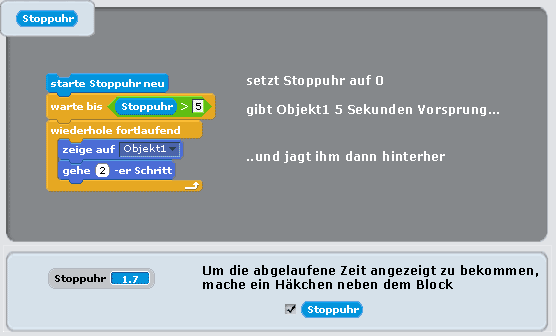 Stoppuhr
starte Stoppuhr neu
setzt Stoppuhr auf 0
warte bis Stoppuhr > 5
gibt Objekt1 5 Sekunden Vorsprung...
wiederhole fortlaufend
zeige auf Objekt1
..und jagt ihm dann hinterher
gehe 2 -er Schritt
Stoppuhr 1.7
Um die abgelaufene Zeit angezeigt zu bekommen,
mache ein Häkchen neben dem Block
Stoppuhr